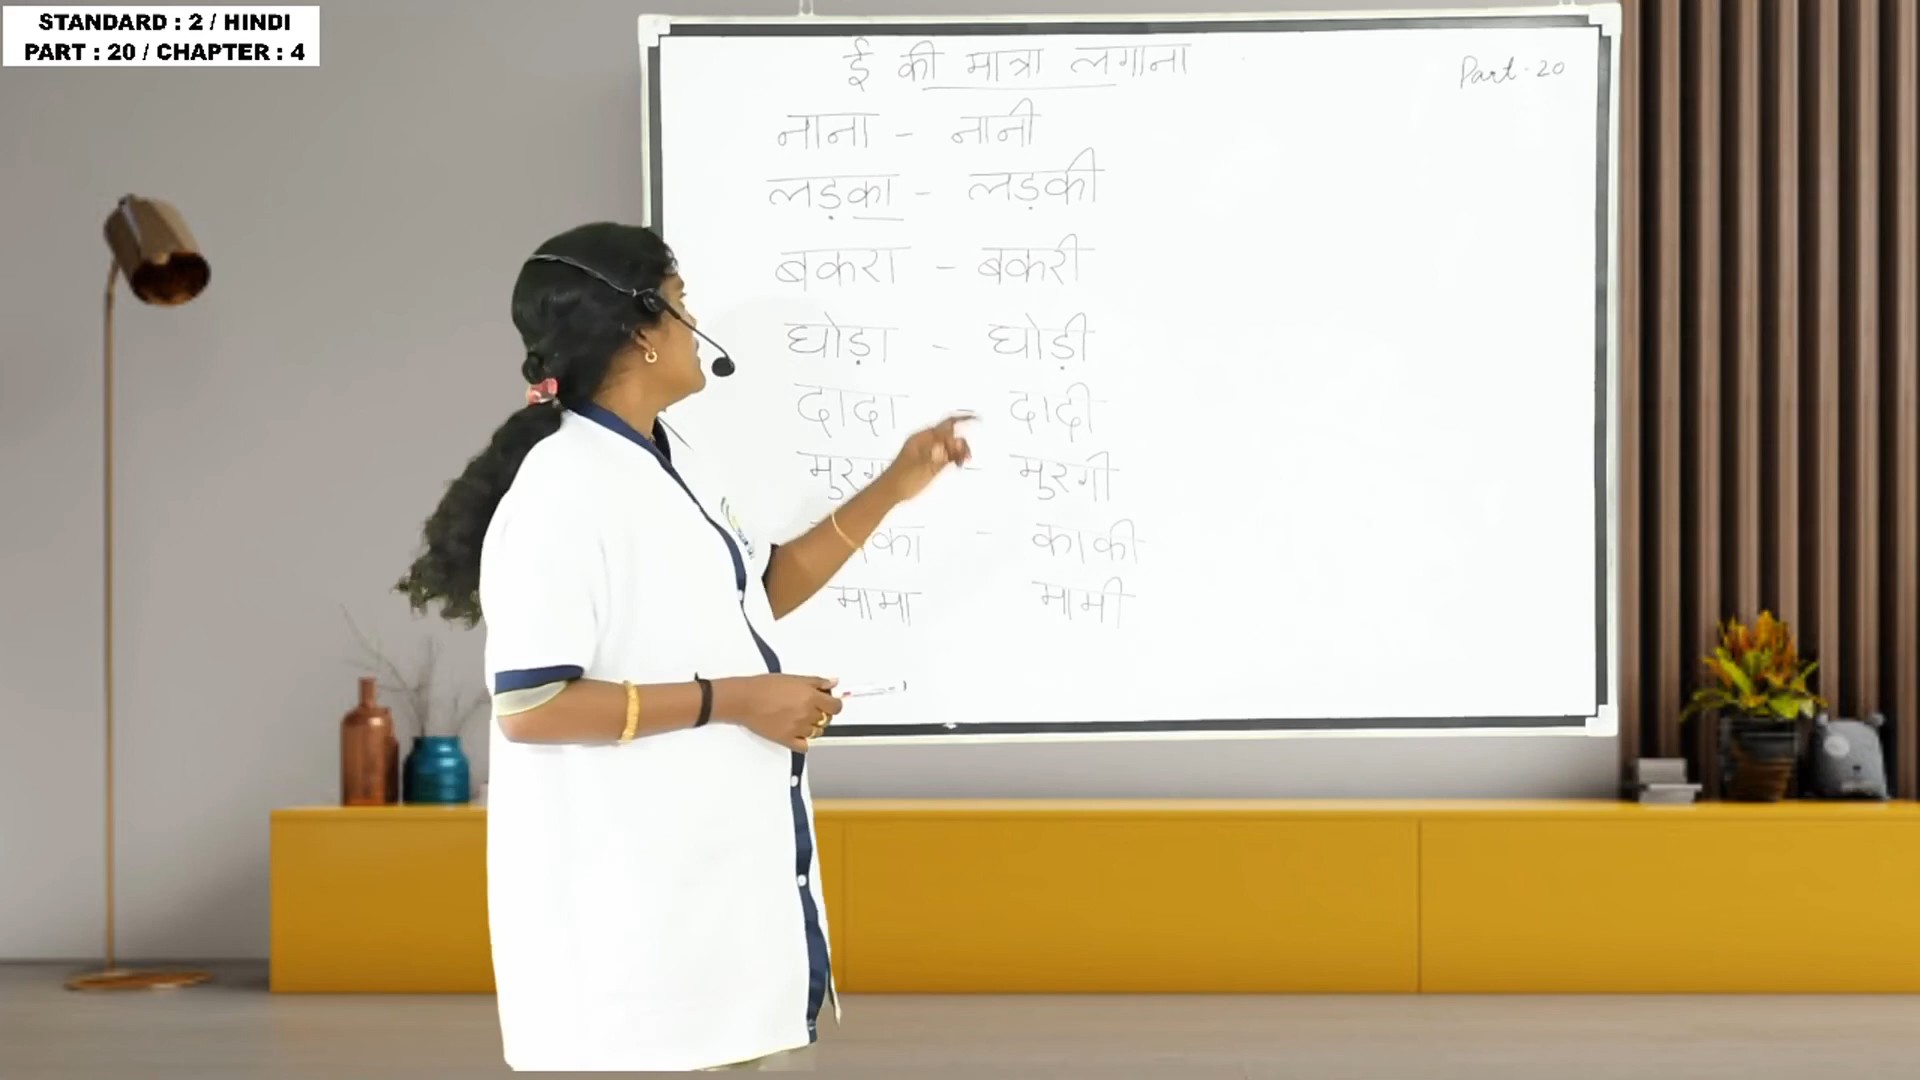 STANDARD : 2 / HINDI
PART : 20 / CHAPTER : 4
ई की मात्रा लगाना
Part-20
नाना - नानी
लड़का - लड़की
बकरा - बकरी
घोड़ा - घोड़ी
दादा - दादी
- मुरगी
- काकी
मामा मामी